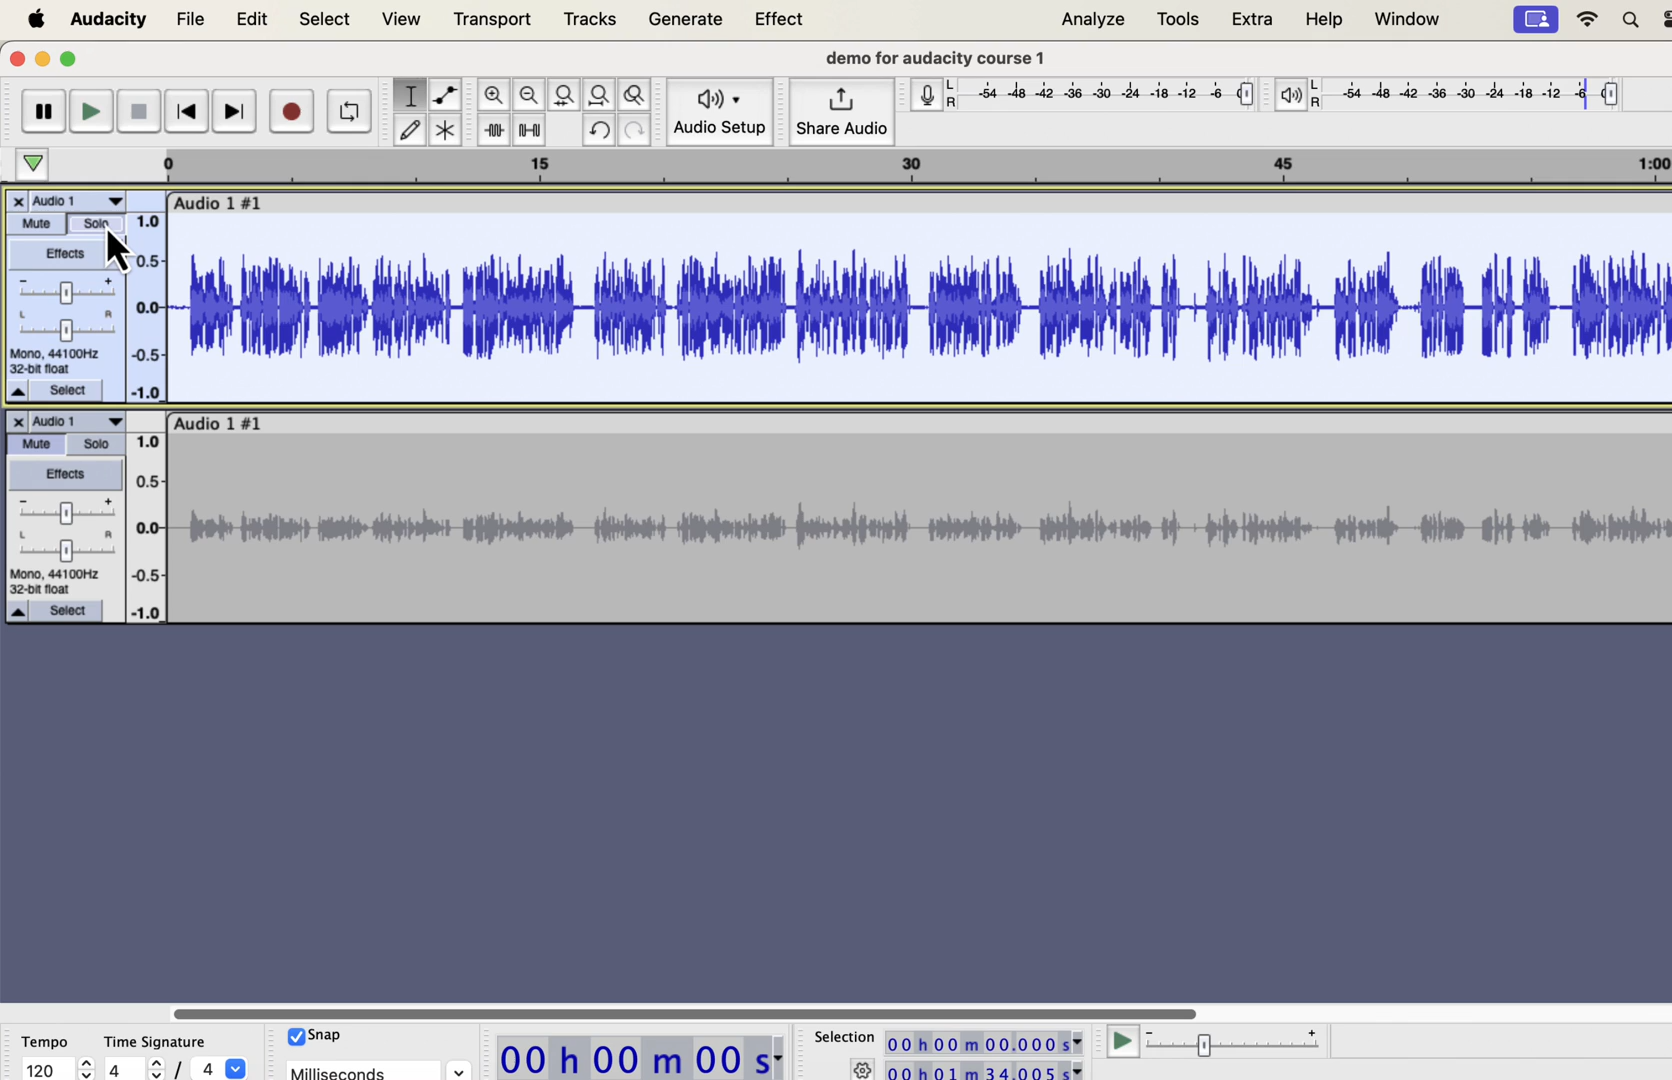 Audacity File Edit Select View Transport Tracks Generate Effect Analyze Tools Extra Help Window
demo for audacity course 1
Audio Setup
Share Audio
L
R
-54 -48 -42 -36 -30 -24 -18 -12 -6 0
L
R
-54 -48 -42 -36 -30 -24 -18 -12 -6 0
0 15 30 45 1:00
Audio 1
Audio 1 #1
Mute Solo
Effects
- +
L R
Mono, 44100Hz
32-bit float
Select
1.0
0.5
0.0
-0.5
-1.0
Audio 1
Audio 1 #1
Mute Solo
Effects
- +
L R
Mono, 44100Hz
32-bit float
Select
1.0
0.5
0.0
-0.5
-1.0
Tempo
120
Time Signature
4 / 4
Snap
Milliseconds
00 h 00 m 00 s
Selection
00 h 00 m 00.000 s
00 h 01 m 34.005 s
- +